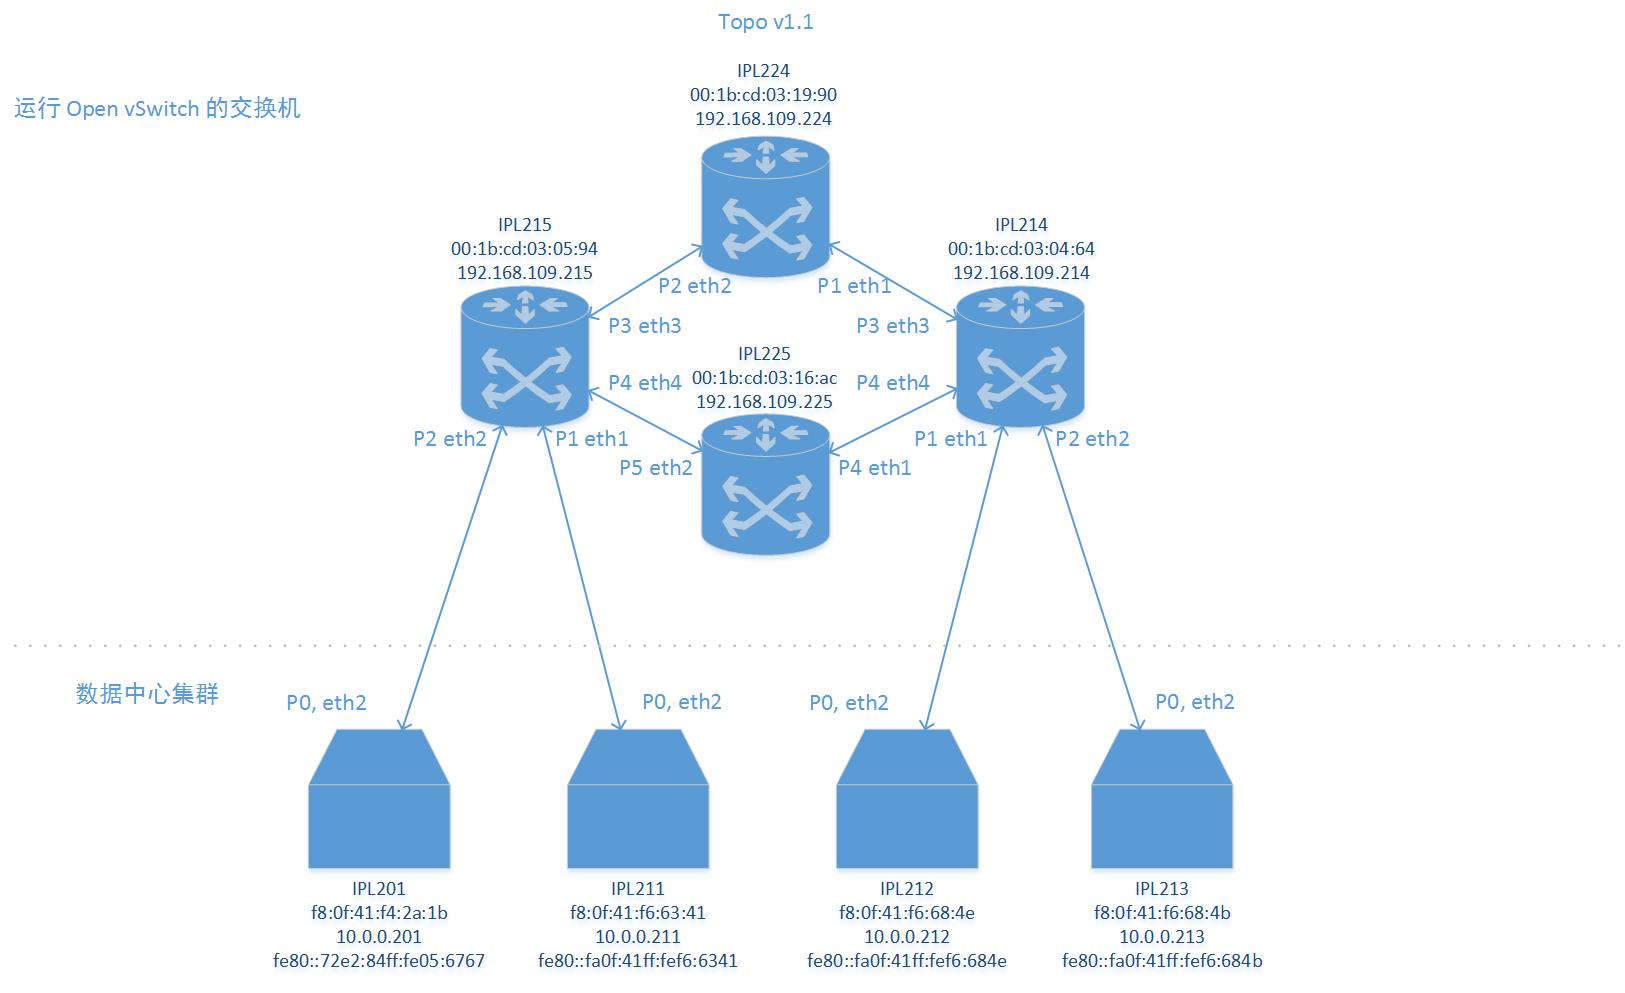 Topo v1.1
运行 Open vSwitch 的交换机
IPL224
00:1b:cd:03:19:90
192.168.109.224
IPL215
00:1b:cd:03:05:94
192.168.109.215
IPL214
00:1b:cd:03:04:64
192.168.109.214
P2 eth2
P1 eth1
P3 eth3
P3 eth3
IPL225
00:1b:cd:03:16:ac
192.168.109.225
P4 eth4
P4 eth4
P2 eth2
P1 eth1
P5 eth2
P4 eth1
P1 eth1
P2 eth2
数据中心集群
P0, eth2
P0, eth2
P0, eth2
P0, eth2
IPL201
f8:0f:41:f4:2a:1b
10.0.0.201
fe80::72e2:84ff:fe05:6767
IPL211
f8:0f:41:f6:63:41
10.0.0.211
fe80::fa0f:41ff:fef6:6341
IPL212
f8:0f:41:f6:68:4e
10.0.0.212
fe80::fa0f:41ff:fef6:684e
IPL213
f8:0f:41:f6:68:4b
10.0.0.213
fe80::fa0f:41ff:fef6:684b